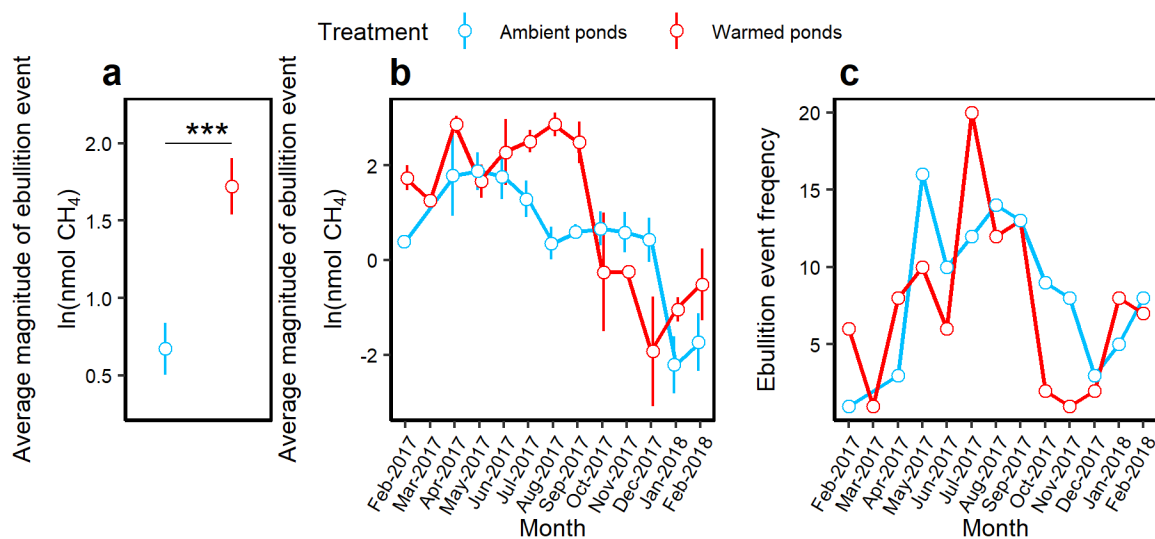 Treatment Ambient ponds Warmed ponds
a
Average magnitude of ebullition event
ln(nmol CH4)
2.0
1.5
1.0
0.5
***
b
Average magnitude of ebullition event
ln(nmol CH4)
2
0
-2
Feb-2017
Mar-2017
Apr-2017
May-2017
Jun-2017
Jul-2017
Aug-2017
Sep-2017
Oct-2017
Nov-2017
Dec-2017
Jan-2018
Feb-2018
Month
c
Ebullition event freqency
20
15
10
5
Feb-2017
Mar-2017
Apr-2017
May-2017
Jun-2017
Jul-2017
Aug-2017
Sep-2017
Oct-2017
Nov-2017
Dec-2017
Jan-2018
Feb-2018
Month